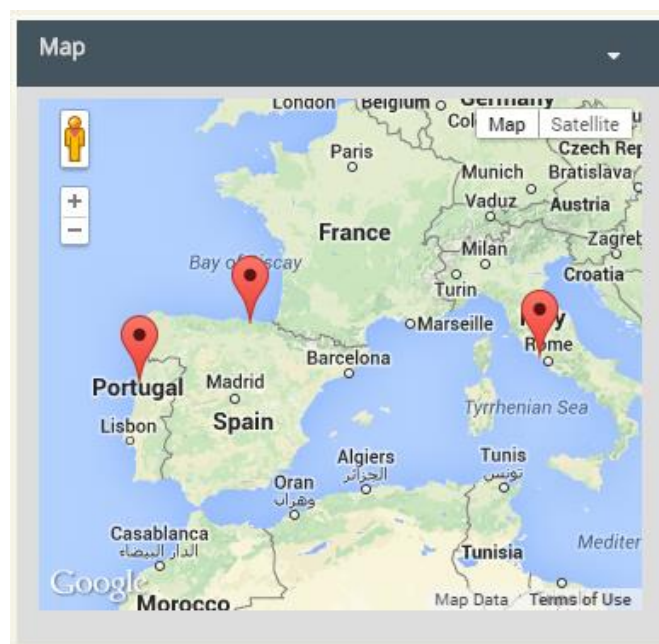 Map
London
Belgium
Germany
Map
Satellite
Paris
Czech Rep
Munich
Bratislava
Vaduz
Austria
France
Milan
Zagreb
Bay of Biscay
Croatia
Turin
Marseille
Rome
Barcelona
Portugal
Madrid
Tyrrhenian Sea
Lisbon
Spain
Algiers
الجزائر
Tunis
تونس
Oran
وهران
Casablanca
الدار البيضاء
Tunisia
Mediter
Google
Morocco
Map Data
Terms of Use